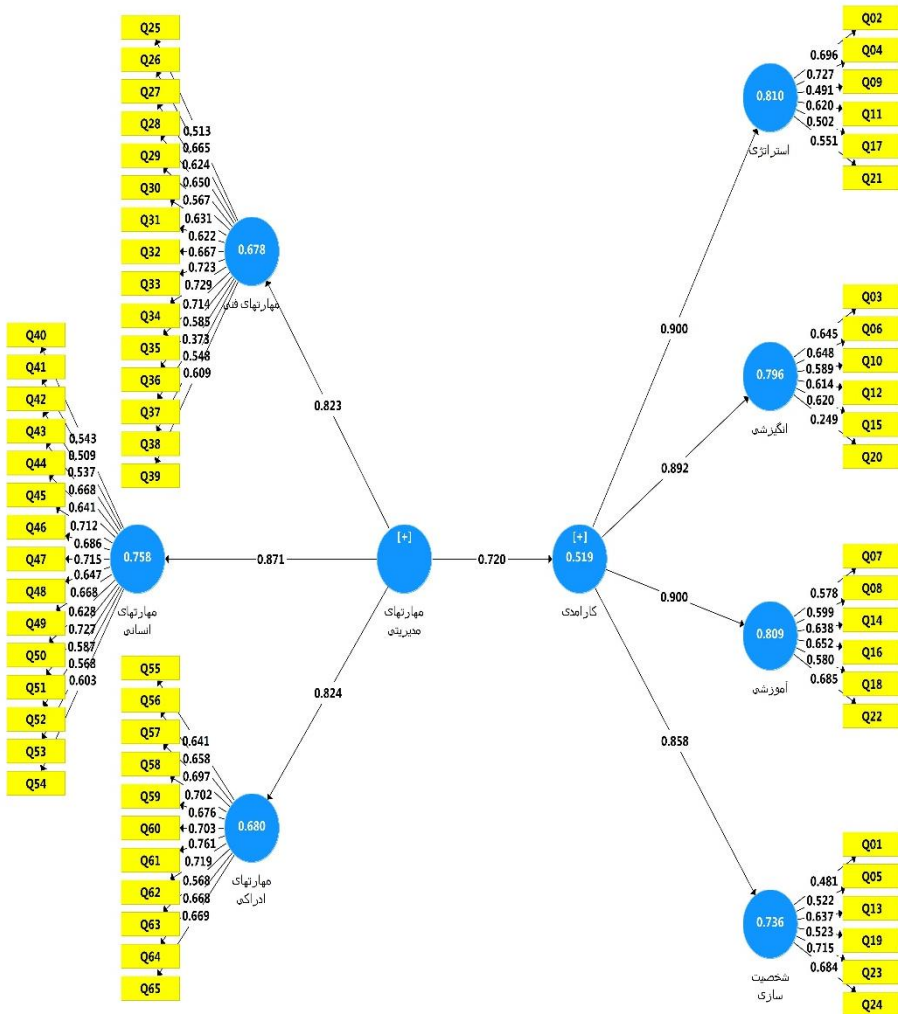 Q25
Q26
Q27
Q28
Q29
Q30
Q31
Q32
Q33
Q34
Q35
Q36
Q37
Q38
Q39
0.513
0.665
0.624
0.650
0.567
0.631
0.622
0.667
0.723
0.729
0.714
0.585
0.373
0.548
0.609
0.678
مهارتهای فنی
0.823
Q40
Q41
Q42
Q43
Q44
Q45
Q46
Q47
Q48
Q49
Q50
Q51
Q52
Q53
Q54
0.543
0.509
0.537
0.668
0.641
0.712
0.686
0.715
0.647
0.668
0.628
0.727
0.587
0.568
0.603
0.758
مهارتهای
انسانی
0.871
[+]
مهارتهای
مدیریتی
0.720
[+]
0.519
کارامدی
0.824
Q55
Q56
Q57
Q58
Q59
Q60
Q61
Q62
Q63
Q64
Q65
0.641
0.658
0.697
0.702
0.676
0.703
0.761
0.719
0.568
0.668
0.669
0.680
مهارتهای
ادراکی
0.900
0.810
استراتژی
0.696
0.727
0.491
0.620
0.502
0.551
Q02
Q04
Q09
Q11
Q17
Q21
0.892
0.796
انگیزشی
0.645
0.648
0.589
0.614
0.620
0.249
Q03
Q06
Q10
Q12
Q15
Q20
0.900
0.809
آموزشی
0.578
0.599
0.638
0.652
0.580
0.685
Q07
Q08
Q14
Q16
Q18
Q22
0.858
0.736
شخصیت
سازی
0.481
0.522
0.637
0.523
0.715
0.684
Q01
Q05
Q13
Q19
Q23
Q24